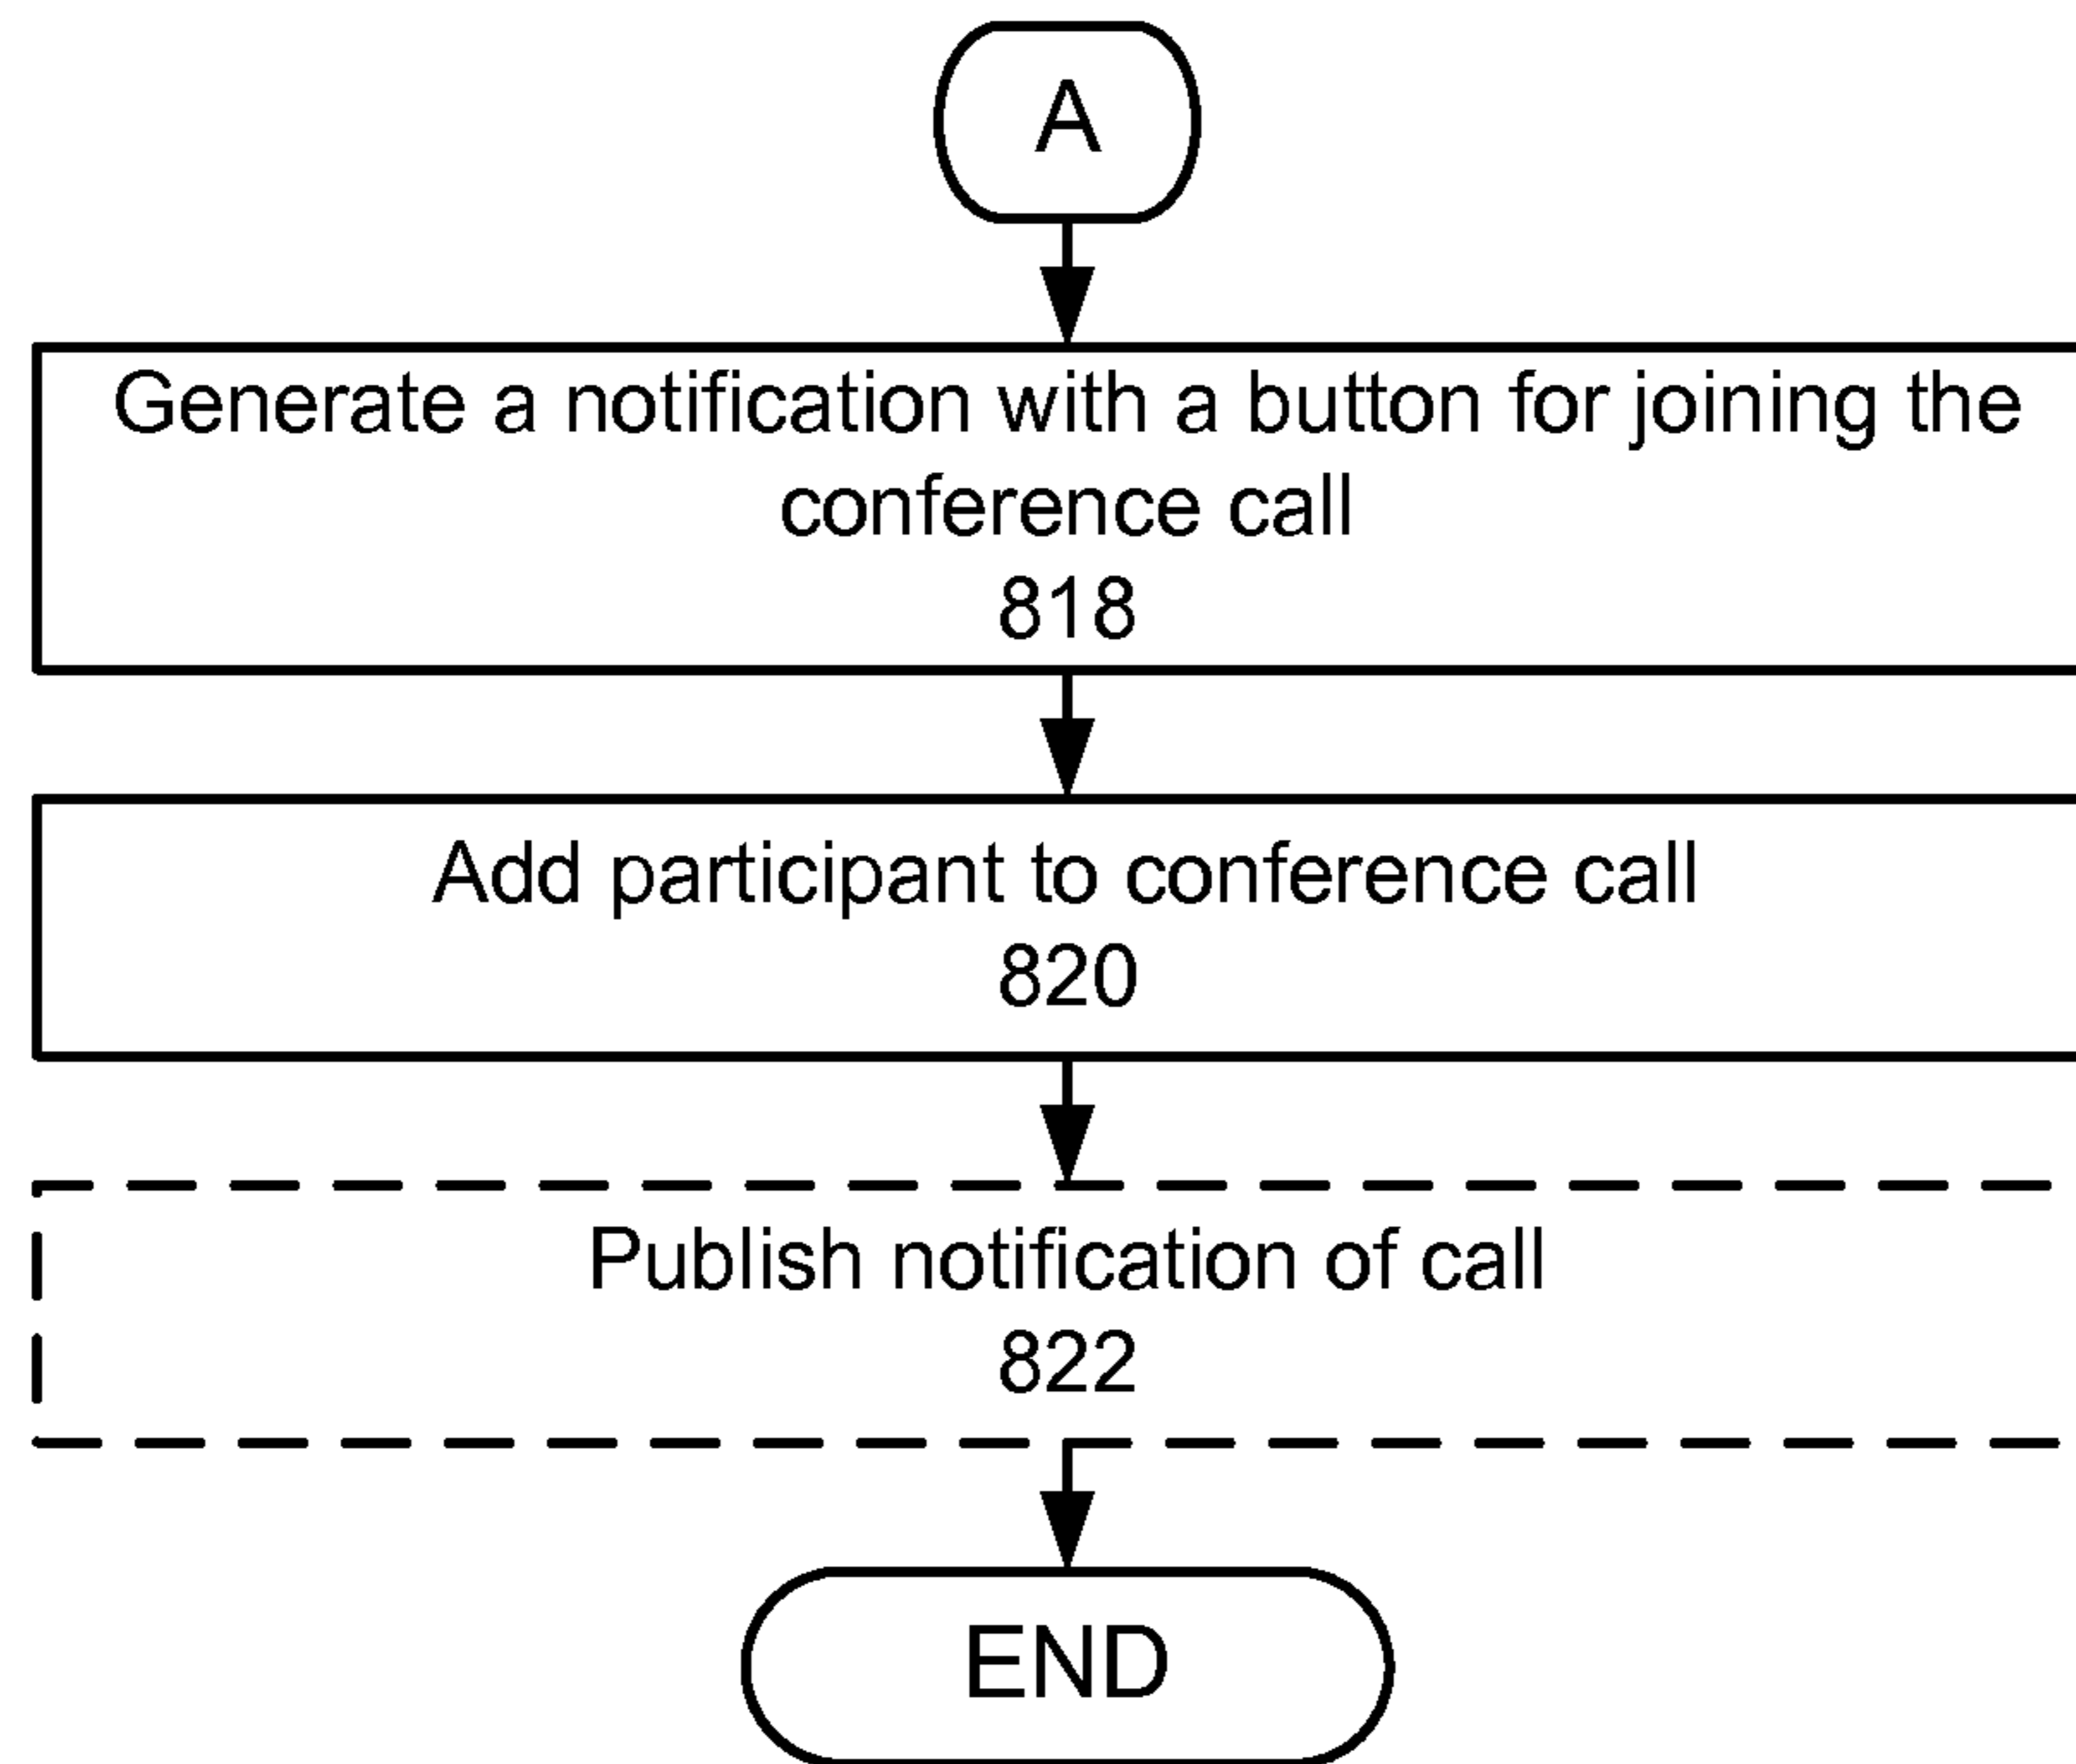 A
Generate a notification with a button for joining the
conference call
818
Add participant to conference call
820
Publish notification of call
822
END